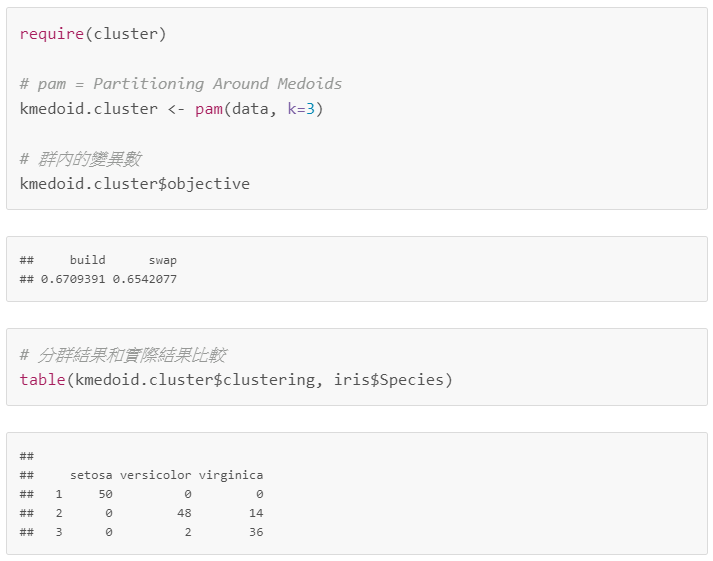 require(cluster)
# pam = Partitioning Around Medoids
kmedoid.cluster <- pam(data, k=3)
# 群內的變異數
kmedoid.cluster$objective
##     build      swap
## 0.6709391 0.6542077
# 分群結果和實際結果比較
table(kmedoid.cluster$clustering, iris$Species)
##
##     setosa versicolor virginica
##   1     50          0         0
##   2      0         48        14
##   3      0          2        36